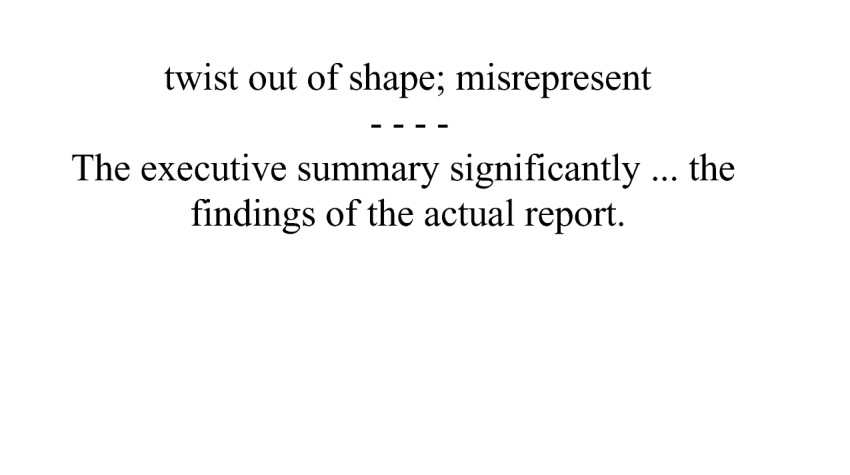 twist out of shape; misrepresent
- - - -
The executive summary significantly ... the
findings of the actual report.